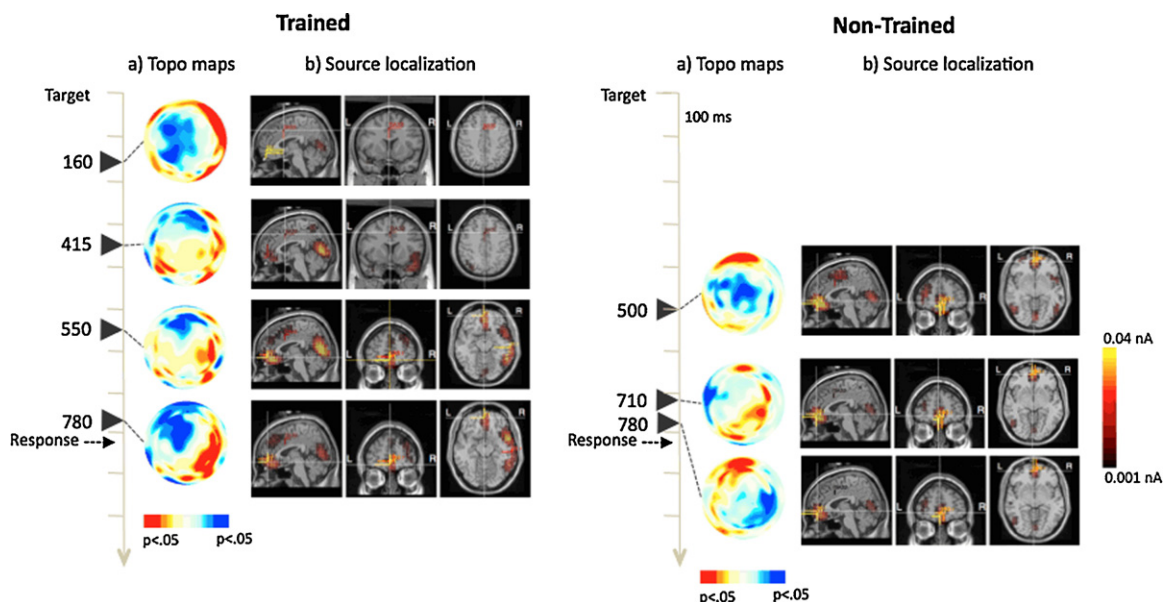 Trained
a) Topo maps
b) Source localization
Target
160
415
550
780
Response
L
R
R
L
R
R
L
R
L
R
p<.05
p<.05
Non-Trained
a) Topo maps
b) Source localization
Target
100 ms
500
710
780
Response
L
R
L
R
L
R
L
R
L
R
L
R
0.04 nA
0.001 nA
p<.05
p<.05